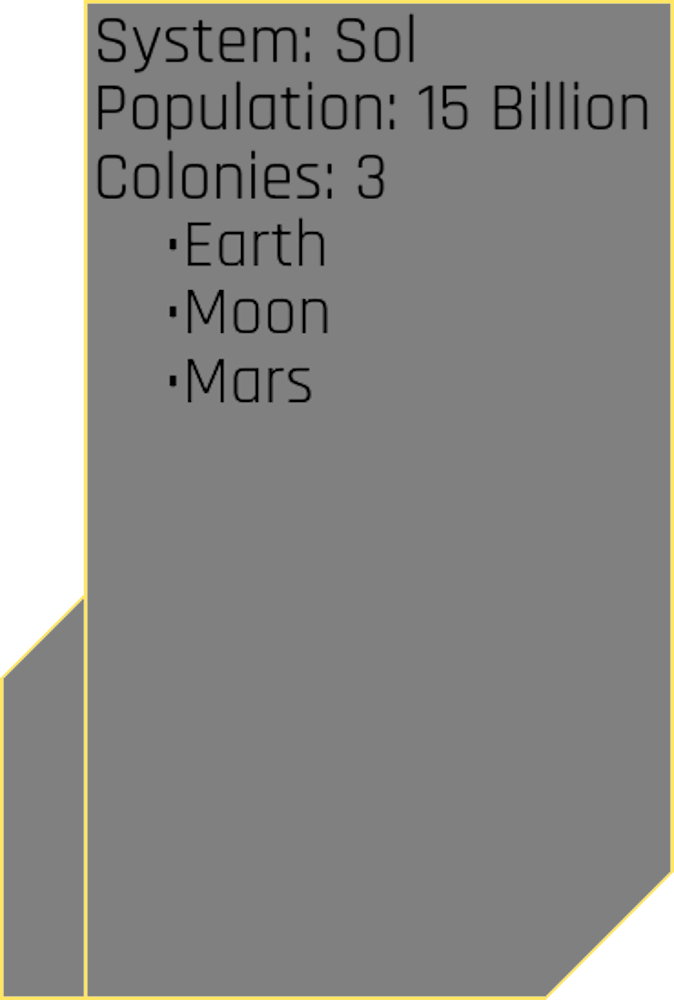 System: Sol
Population: 15 Billion
Colonies: 3
·Earth
·Moon
·Mars